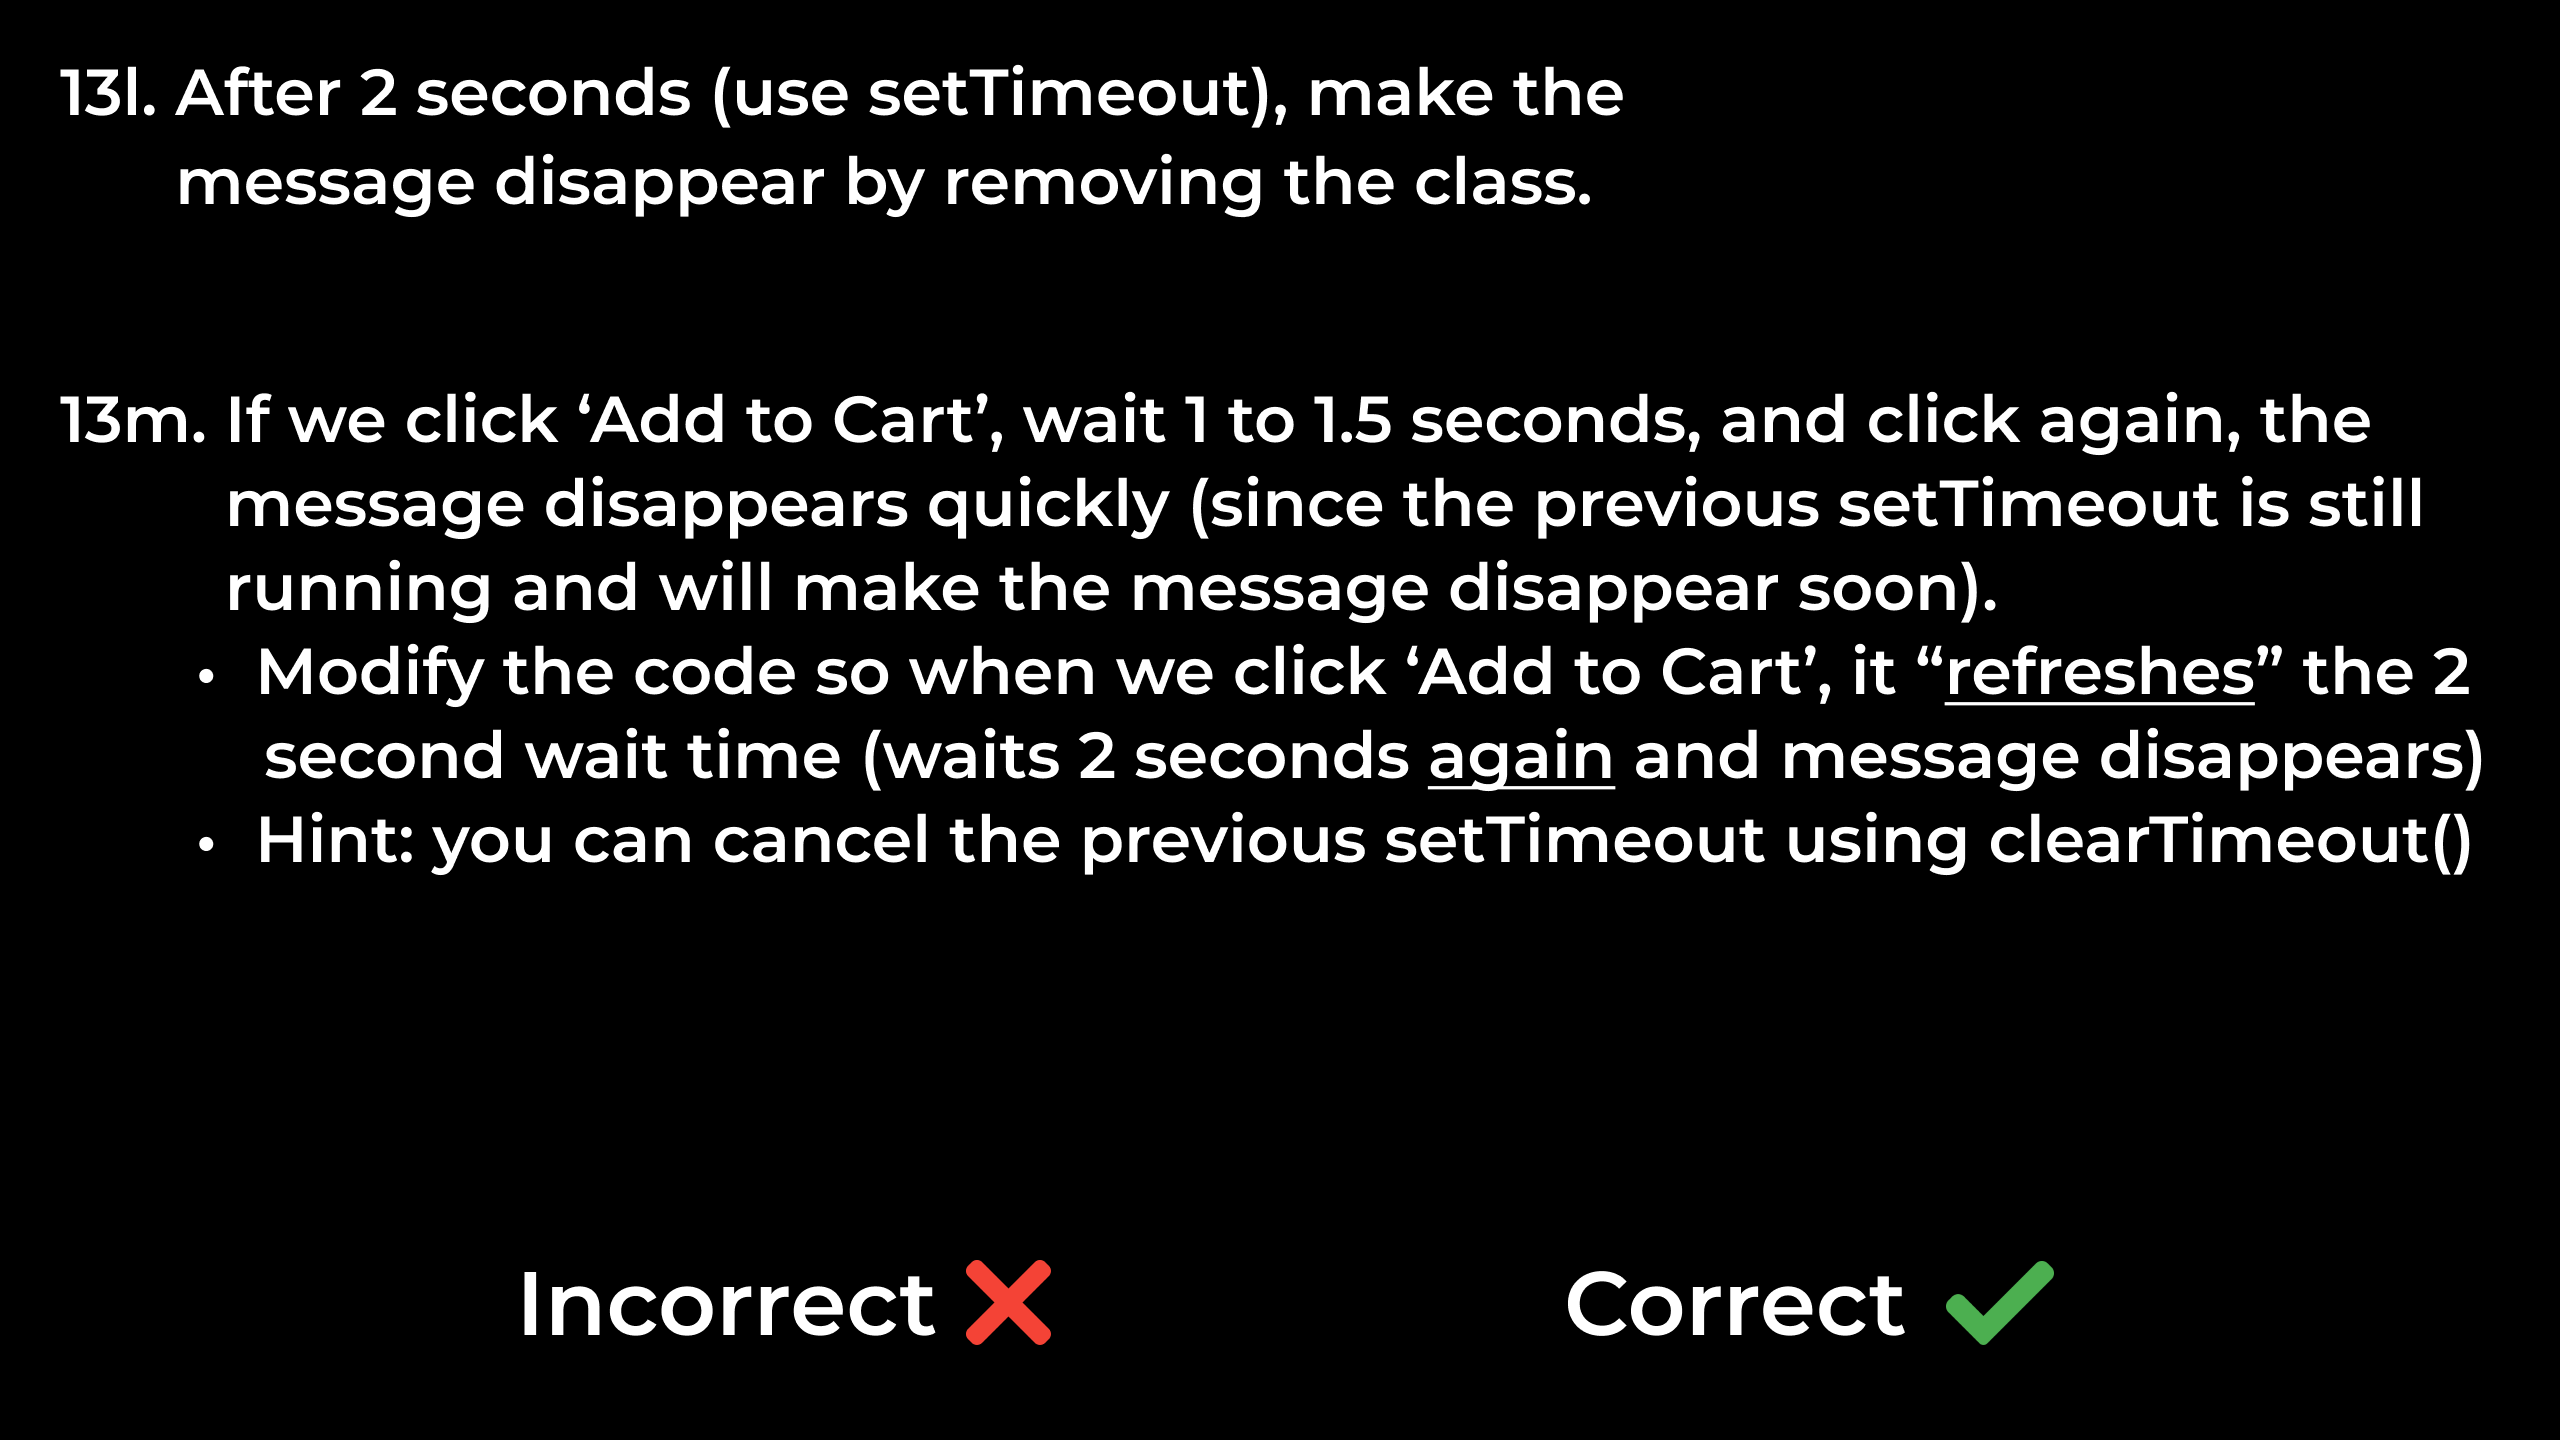 13l. After 2 seconds (use setTimeout), make the
message disappear by removing the class.
13m. If we click ‘Add to Cart’, wait 1 to 1.5 seconds, and click again, the
message disappears quickly (since the previous setTimeout is still
running and will make the message disappear soon).
• Modify the code so when we click ‘Add to Cart’, it “refreshes” the 2
second wait time (waits 2 seconds again and message disappears)
• Hint: you can cancel the previous setTimeout using clearTimeout()
Incorrect
Correct